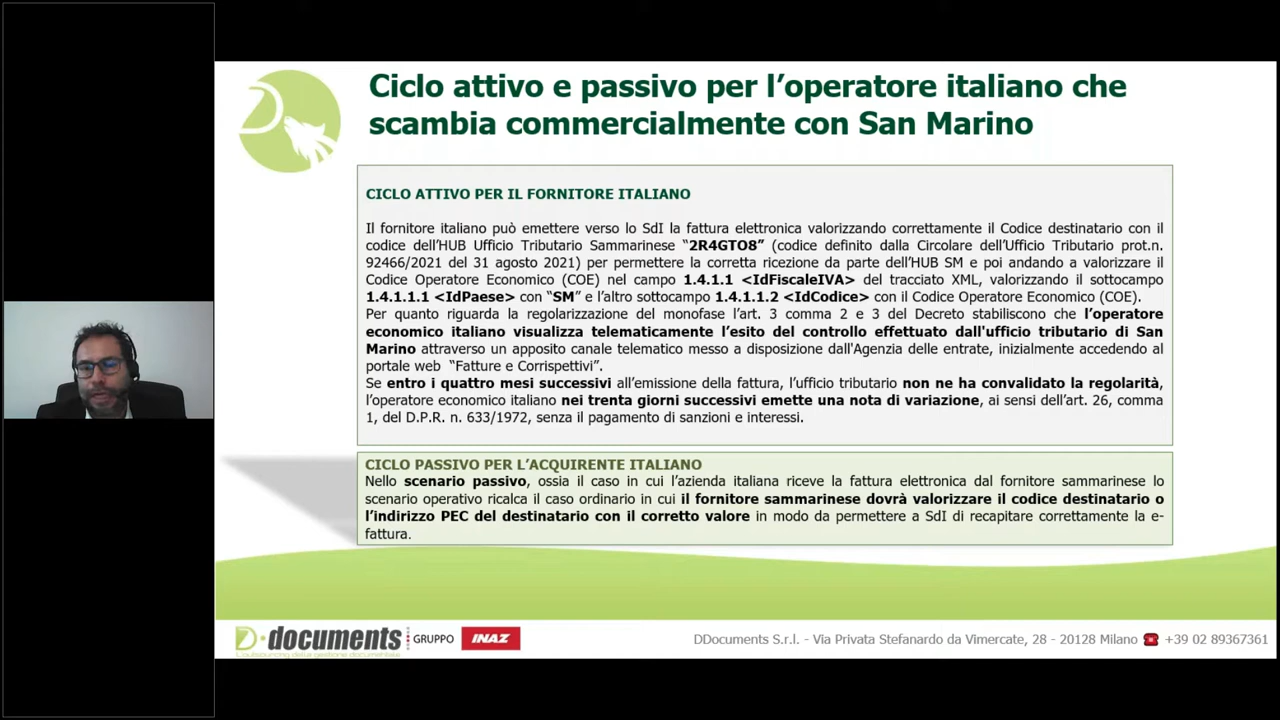 Ciclo attivo e passivo per l’operatore italiano che
scambia commercialmente con San Marino
CICLO ATTIVO PER IL FORNITORE ITALIANO
Il fornitore italiano può emettere verso lo SdI la fattura elettronica valorizzando correttamente il Codice destinatario con il
codice dell’HUB Ufficio Tributario Sammarinese “2R4GTO8” (codice definito dalla Circolare dell’Ufficio Tributario prot.n.
92466/2021 del 31 agosto 2021) per permettere la corretta ricezione da parte dell’HUB SM e poi andando a valorizzare il
Codice Operatore Economico (COE) nel campo 1.4.1.1 <IdFiscaleIVA> del tracciato XML, valorizzando il sottocampo
1.4.1.1.1 <IdPaese> con “SM” e l’altro sottocampo 1.4.1.1.2 <IdCodice> con il Codice Operatore Economico (COE).
Per quanto riguarda la regolarizzazione del monofase l’art. 3 comma 2 e 3 del Decreto stabiliscono che l’operatore
economico italiano visualizza telematicamente l’esito del controllo effettuato dall'ufficio tributario di San
Marino attraverso un apposito canale telematico messo a disposizione dall'Agenzia delle entrate, inizialmente accedendo al
portale web “Fatture e Corrispettivi”.
Se entro i quattro mesi successivi all’emissione della fattura, l’ufficio tributario non ne ha convalidato la regolarità,
l’operatore economico italiano nei trenta giorni successivi emette una nota di variazione, ai sensi dell’art. 26, comma
1, del D.P.R. n. 633/1972, senza il pagamento di sanzioni e interessi.
CICLO PASSIVO PER L’ACQUIRENTE ITALIANO
Nello scenario passivo, ossia il caso in cui l’azienda italiana riceve la fattura elettronica dal fornitore sammarinese lo
scenario operativo ricalca il caso ordinario in cui il fornitore sammarinese dovrà valorizzare il codice destinatario o
l’indirizzo PEC del destinatario con il corretto valore in modo da permettere a SdI di recapitare correttamente la e-
fattura.
D·documents GRUPPO INAZ
L'outsourcing della gestione documentale
DDocuments S.r.l. - Via Privata Stefanardo da Vimercate, 28 - 20128 Milano ☎ +39 02 89367361